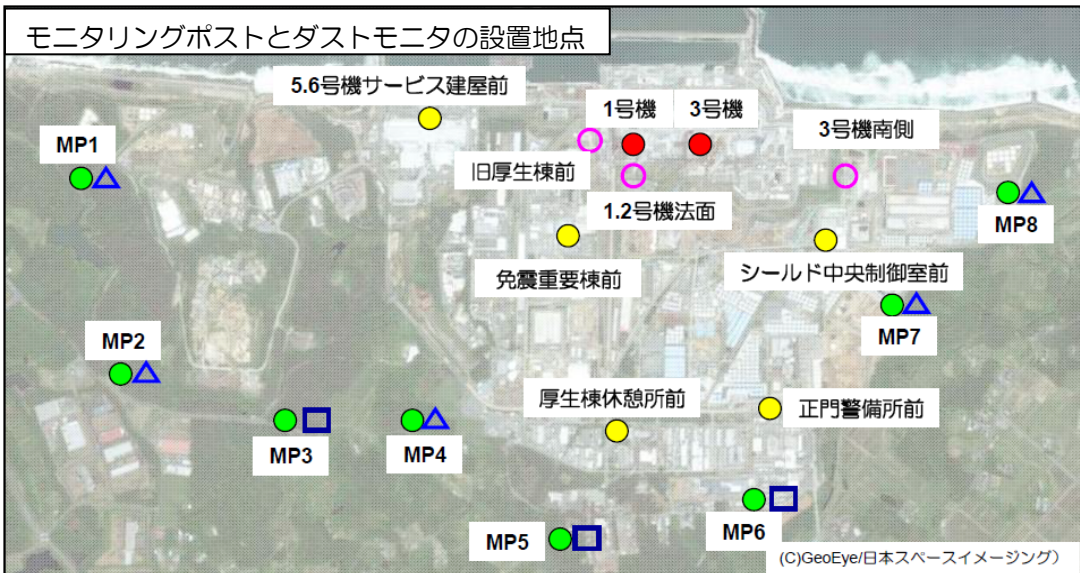 モニタリングポストとダストモニタの設置地点
5.6号機サービス建屋前
1号機
3号機
3号機南側
MP1
旧厚生棟前
1.2号機法面
MP8
免震重要棟前
シールド中央制御室前
MP2
MP7
厚生棟休憩所前
正門警備所前
MP3
MP4
MP5
MP6
(C)GeoEye/日本スペースイメージング）